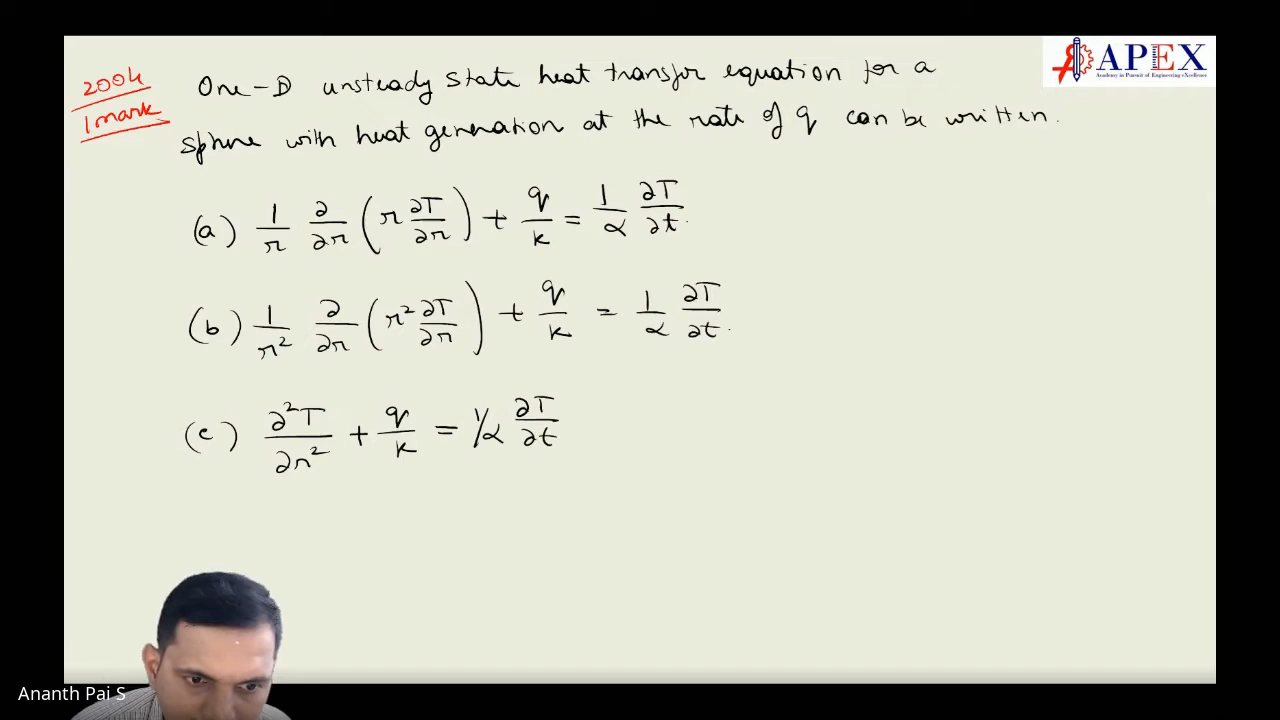 2004
1 mark
One-D unsteady state heat transfer equation for a
sphere with heat generation at the rate of q can be written.
(a) 1/r ∂/∂r (r ∂T/∂r) + q/k = 1/α ∂T/∂t.
(b) 1/r² ∂/∂r (r² ∂T/∂r) + q/k = 1/α ∂T/∂t.
(c) ∂²T/∂r² + q/k = 1/α ∂T/∂t
APEX
Academy in Pursuit of Engineering eXcellence
Ananth Pai S